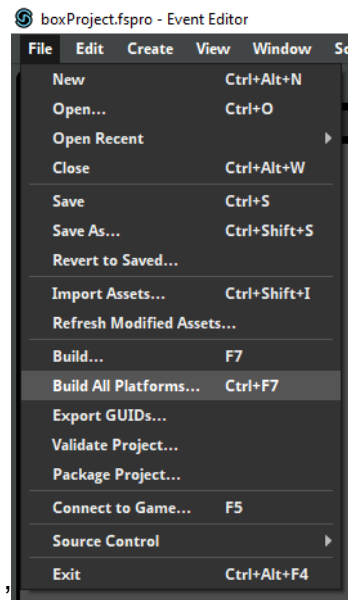 boxProject.fspro - Event Editor
File Edit Create View Window
New Ctrl+Alt+N
Open... Ctrl+O
Open Recent
Close Ctrl+Alt+W
Save Ctrl+S
Save As... Ctrl+Shift+S
Revert to Saved...
Import Assets... Ctrl+Shift+I
Refresh Modified Assets...
Build... F7
Build All Platforms... Ctrl+F7
Export GUIDs...
Validate Project...
Package Project...
Connect to Game... F5
Source Control
, Exit Ctrl+Alt+F4